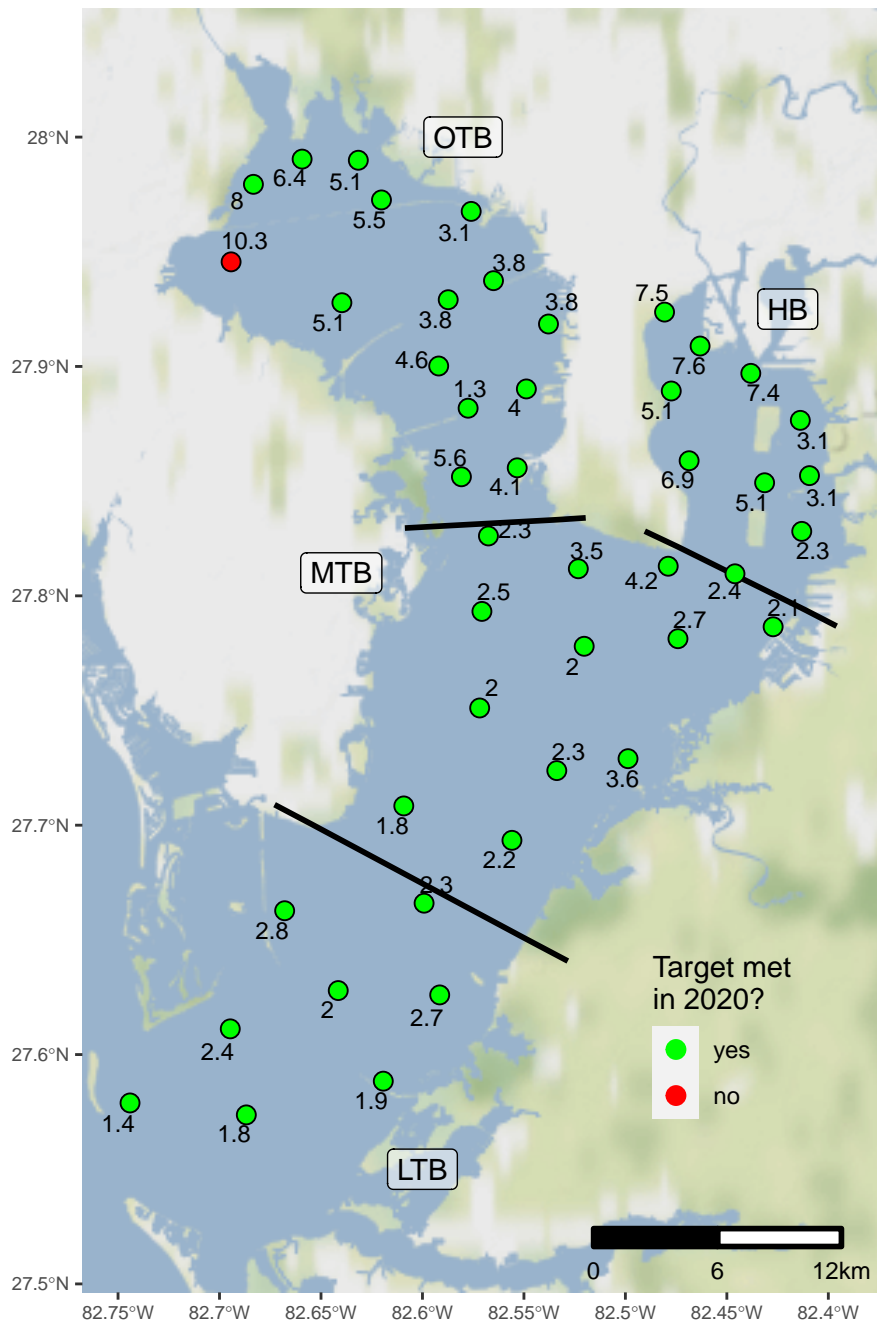 28°N
27.9°N
27.8°N
27.7°N
27.6°N
27.5°N
OTB
6.4
5.1
8
5.5
3.1
10.3
3.8
5.1
3.8
3.8
7.5
HB
7.6
4.6
1.3
4
5.1
7.4
3.1
5.6
4.1
6.9
5.1
3.1
2.3
2.3
MTB
3.5
4.2
2.4
2.5
2.7
2.1
2
2
2.3
3.6
1.8
2.2
2.3
2.8
2
2.7
2.4
1.9
1.4
1.8
LTB
Target met
in 2020?
yes
no
0 6 12km
82.75°W 82.7°W 82.65°W 82.6°W 82.55°W 82.5°W 82.45°W 82.4°W